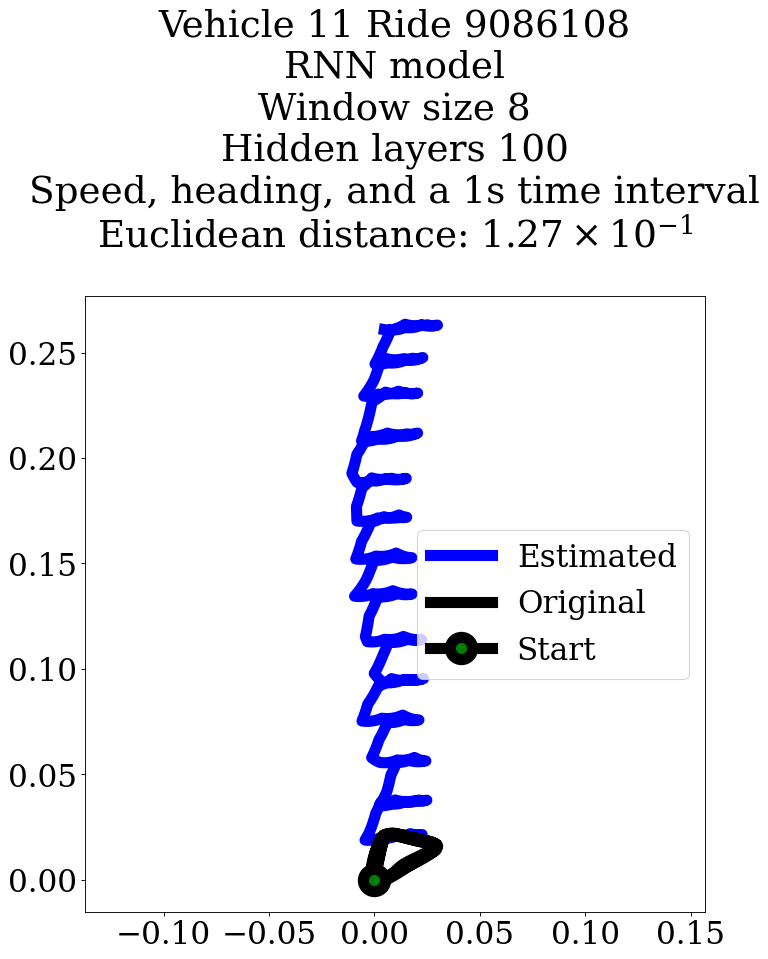 Vehicle 11 Ride 9086108
RNN model
Window size 8
Hidden layers 100
Speed, heading, and a 1s time interval
Euclidean distance: 1.27 × 10⁻¹
0.25
0.20
0.15
0.10
0.05
0.00
Estimated
Original
Start
−0.10 −0.05 0.00 0.05 0.10 0.15